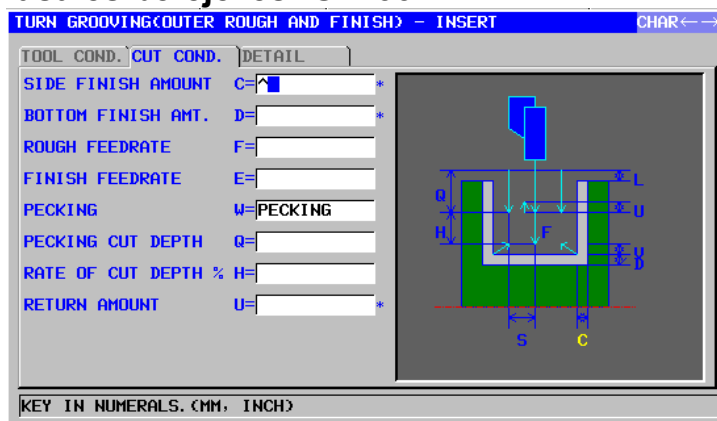 TURN GROOVING(OUTER ROUGH AND FINISH) - INSERT CHAR←→
TOOL COND. CUT COND. DETAIL
SIDE FINISH AMOUNT C=^ *
BOTTOM FINISH AMT. D= *
ROUGH FEEDRATE F=
FINISH FEEDRATE E=
PECKING W=PECKING
PECKING CUT DEPTH Q=
RATE OF CUT DEPTH % H=
RETURN AMOUNT U= *
L
Q
U
H F
U
D
S C
KEY IN NUMERALS.(MM, INCH)